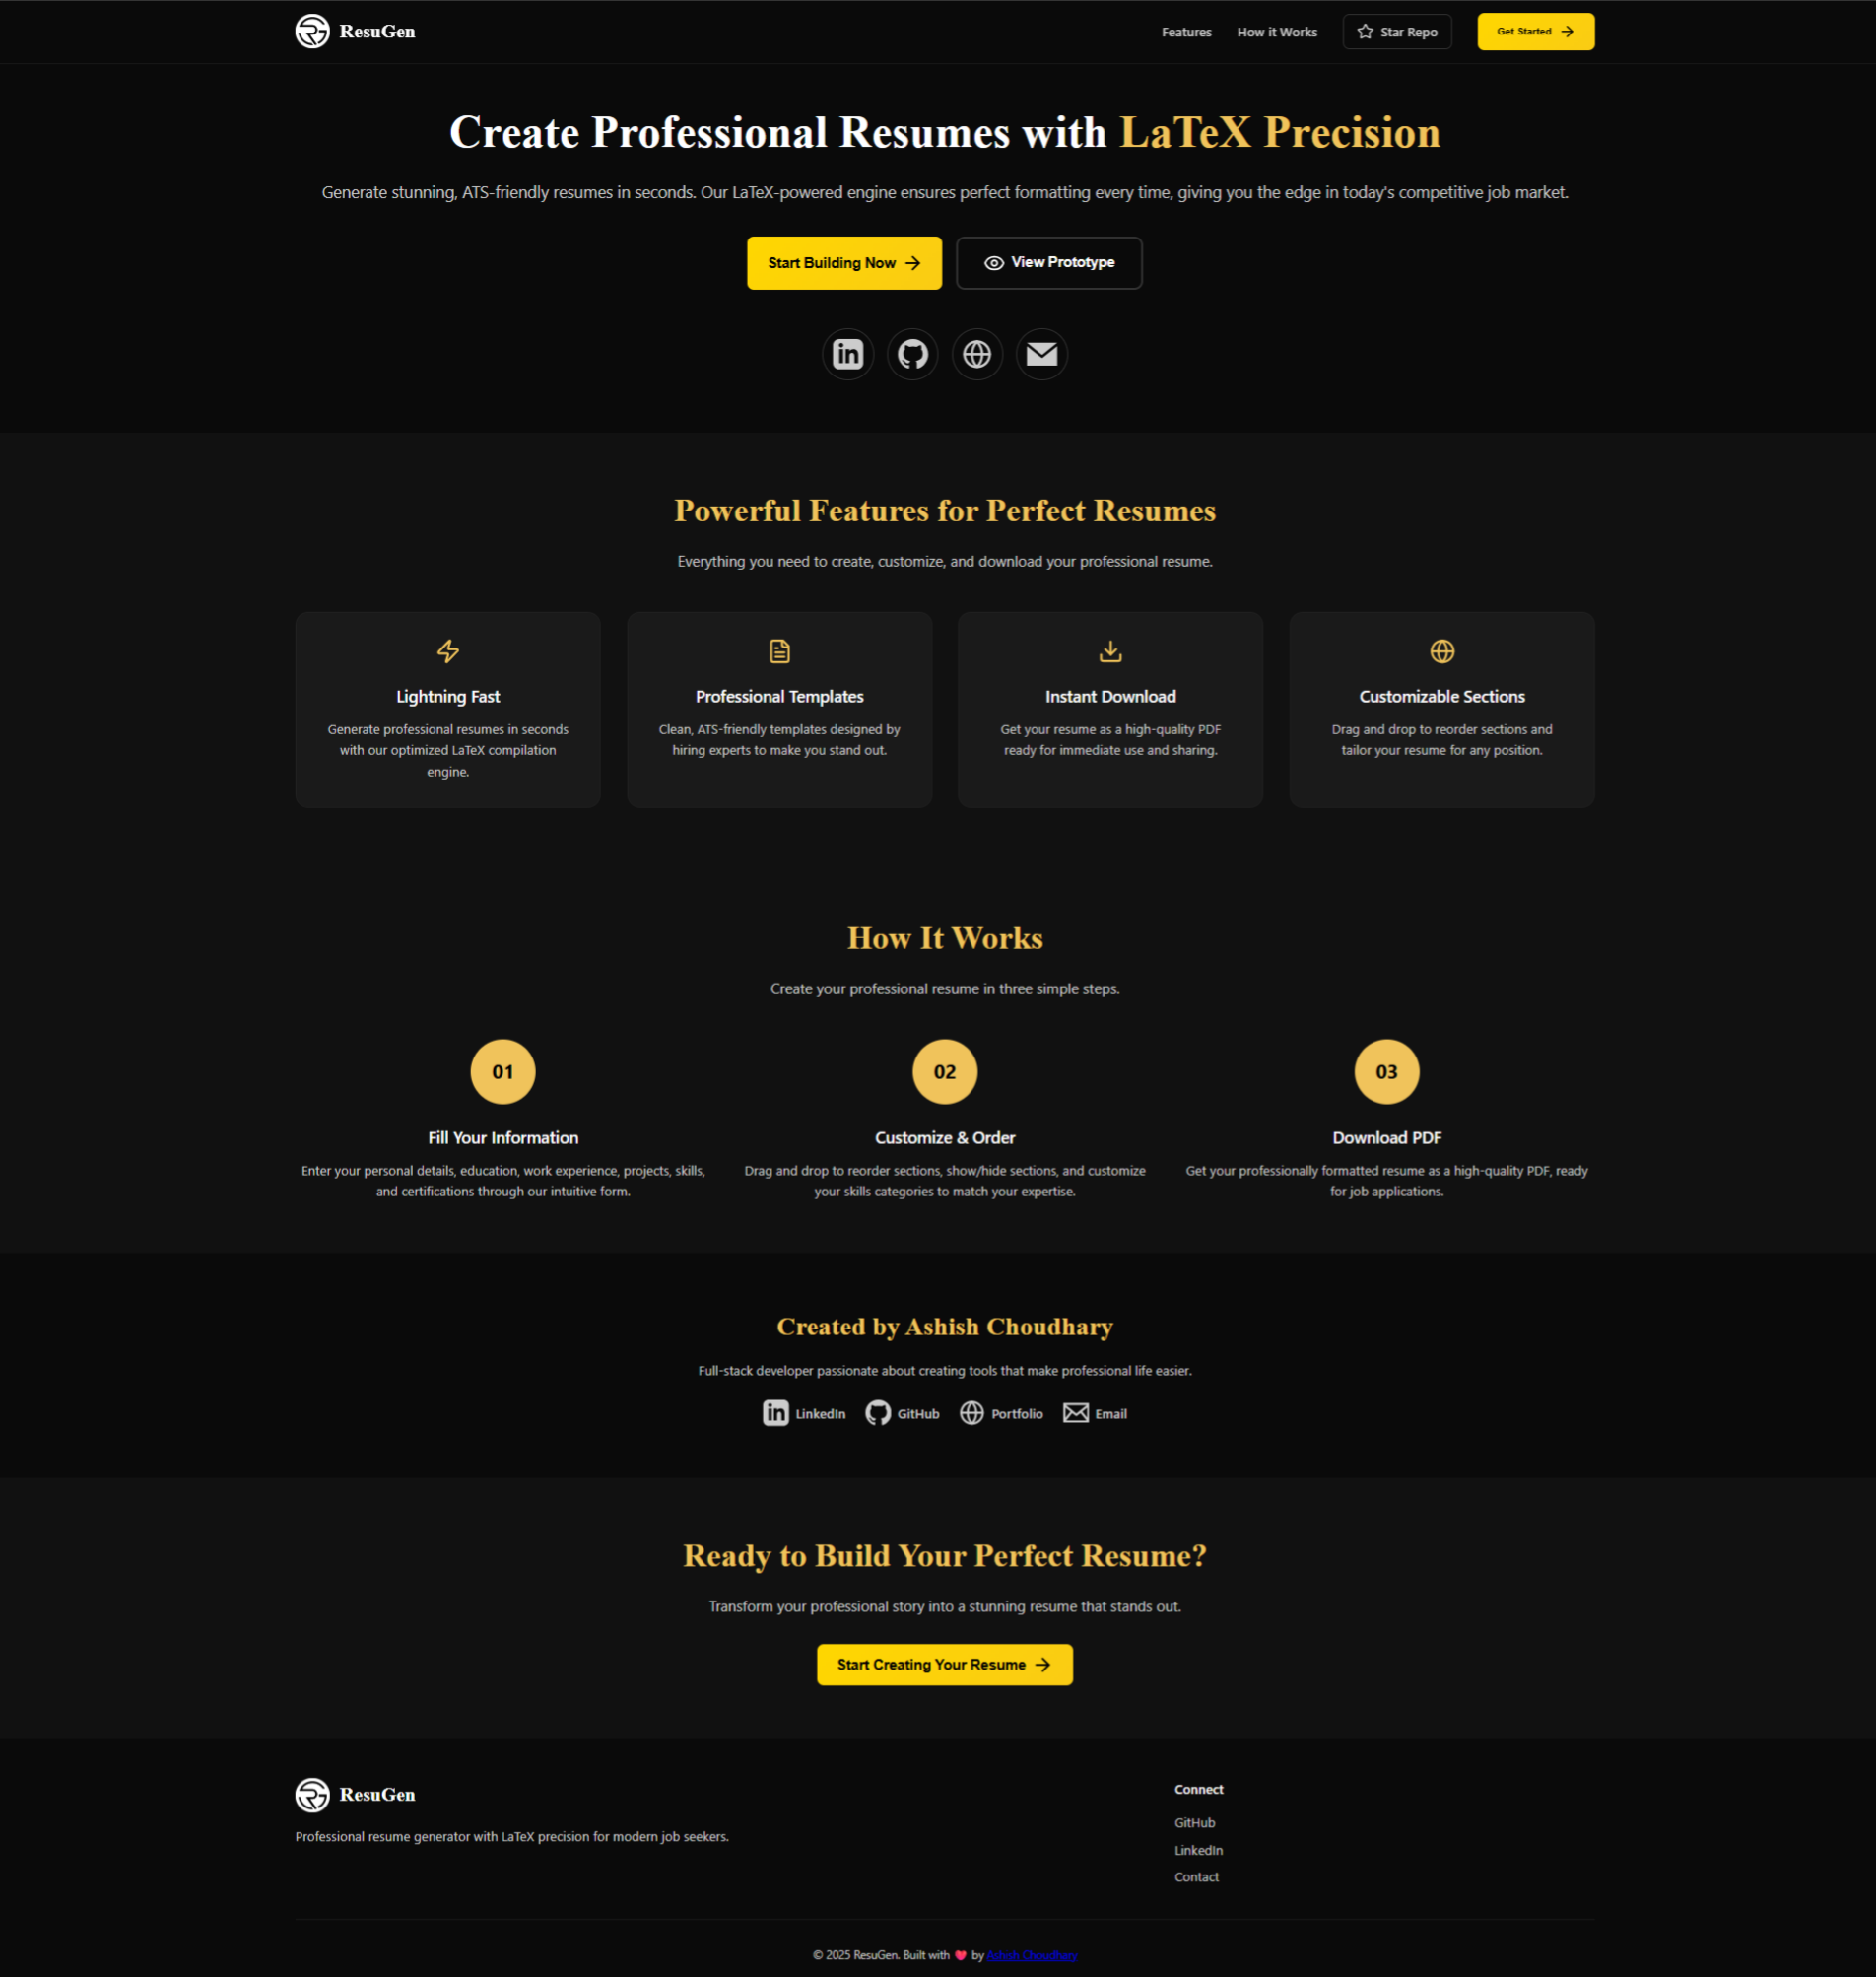 ResuGen
Features
How it Works
Star Repo
Get Started
Create Professional Resumes with LaTeX Precision
Generate stunning, ATS-friendly resumes in seconds. Our LaTeX-powered engine ensures perfect formatting every time, giving you the edge in today's competitive job market.
Start Building Now
View Prototype
Powerful Features for Perfect Resumes
Everything you need to create, customize, and download your professional resume.
Lightning Fast
Generate professional resumes in seconds
with our optimized LaTeX compilation
engine.
Professional Templates
Clean, ATS-friendly templates designed by
hiring experts to make you stand out.
Instant Download
Get your resume as a high-quality PDF
ready for immediate use and sharing.
Customizable Sections
Drag and drop to reorder sections and
tailor your resume for any position.
How It Works
Create your professional resume in three simple steps.
01
Fill Your Information
Enter your personal details, education, work experience, projects, skills,
and certifications through our intuitive form.
02
Customize & Order
Drag and drop to reorder sections, show/hide sections, and customize
your skills categories to match your expertise.
03
Download PDF
Get your professionally formatted resume as a high-quality PDF, ready
for job applications.
Created by Ashish Choudhary
Full-stack developer passionate about creating tools that make professional life easier.
LinkedIn
GitHub
Portfolio
Email
Ready to Build Your Perfect Resume?
Transform your professional story into a stunning resume that stands out.
Start Creating Your Resume
ResuGen
Professional resume generator with LaTeX precision for modern job seekers.
Connect
GitHub
LinkedIn
Contact
© 2025 ResuGen. Built with ❤ by Ashish Choudhary